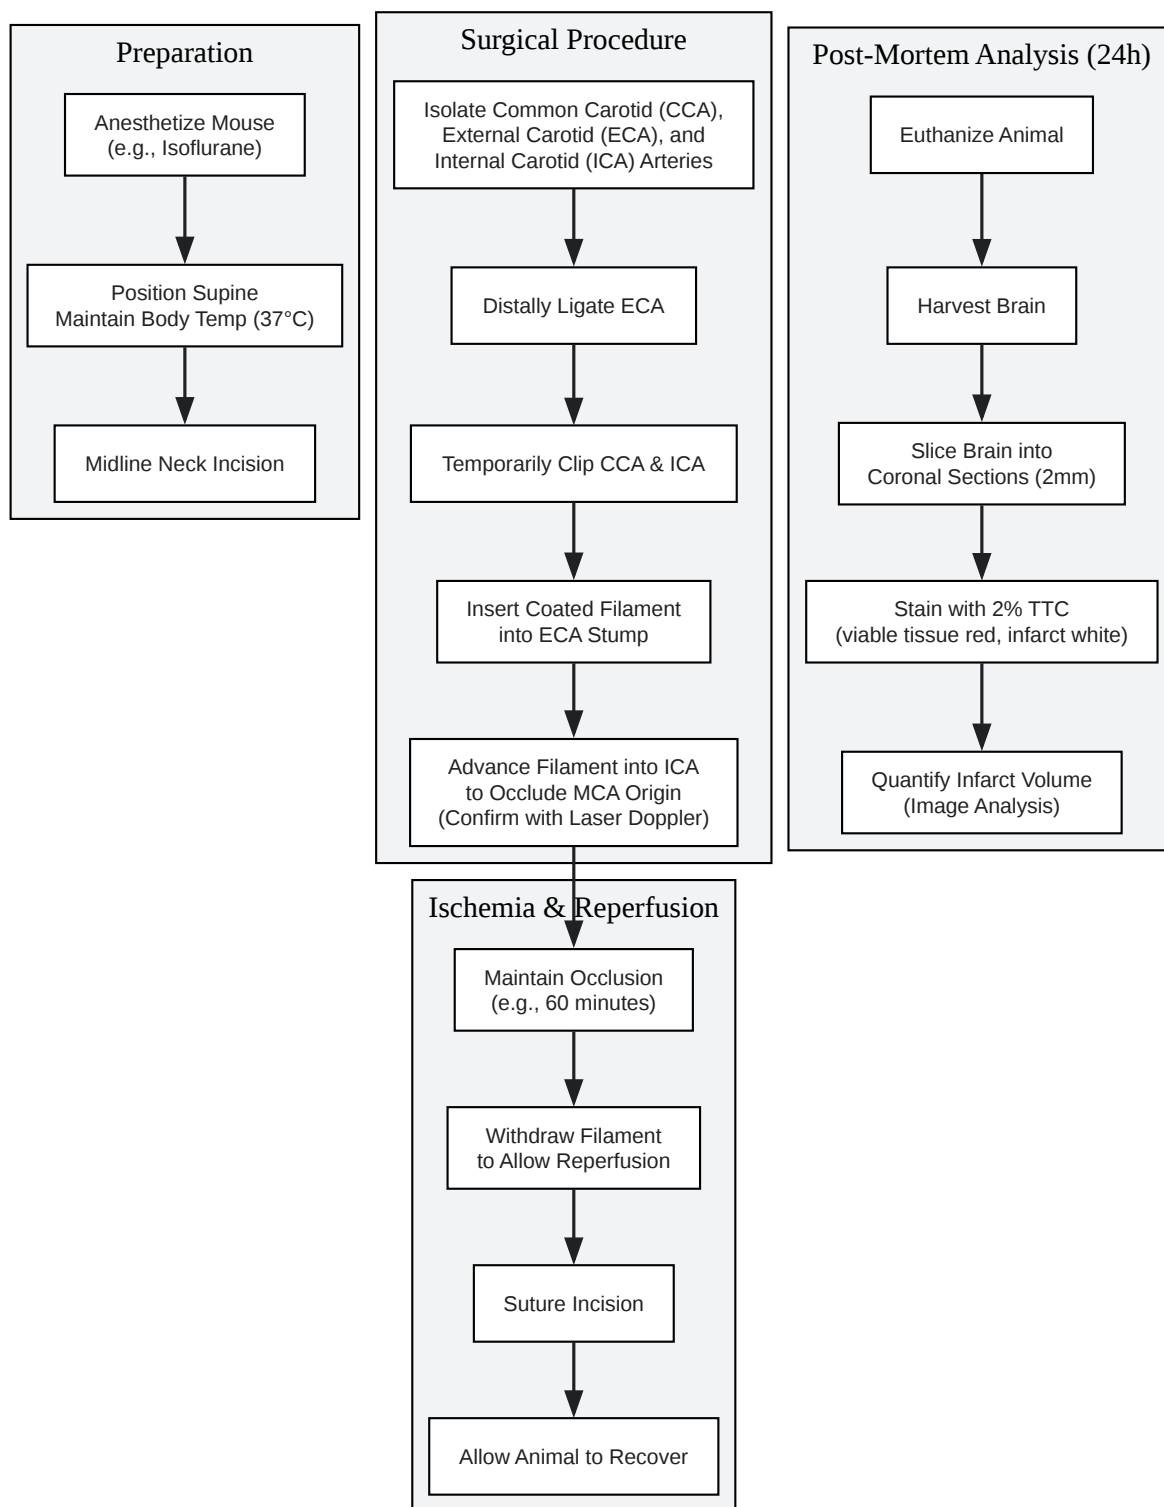 Preparation
Anesthetize Mouse
(e.g., Isoflurane)
Position Supine
Maintain Body Temp (37°C)
Midline Neck Incision
Surgical Procedure
Isolate Common Carotid (CCA),
External Carotid (ECA), and
Internal Carotid (ICA) Arteries
Distally Ligate ECA
Temporarily Clip CCA & ICA
Insert Coated Filament
into ECA Stump
Advance Filament into ICA
to Occlude MCA Origin
(Confirm with Laser Doppler)
Ischemia & Reperfusion
Maintain Occlusion
(e.g., 60 minutes)
Withdraw Filament
to Allow Reperfusion
Suture Incision
Allow Animal to Recover
Post-Mortem Analysis (24h)
Euthanize Animal
Harvest Brain
Slice Brain into
Coronal Sections (2mm)
Stain with 2% TTC
(viable tissue red, infarct white)
Quantify Infarct Volume
(Image Analysis)